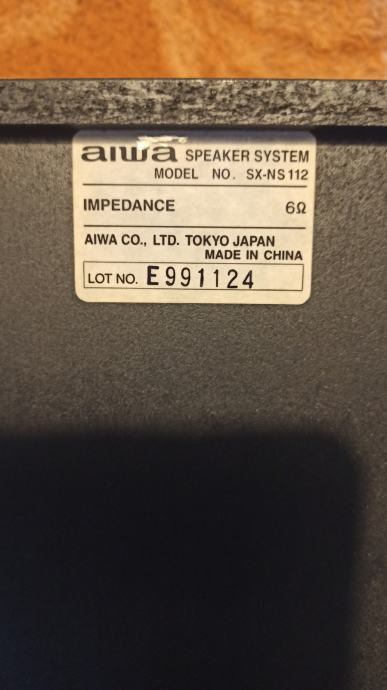 aiwa SPEAKER SYSTEM
MODEL NO. SX-NS112
IMPEDANCE 6Ω
AIWA CO., LTD. TOKYO JAPAN
MADE IN CHINA
LOT NO. E991124